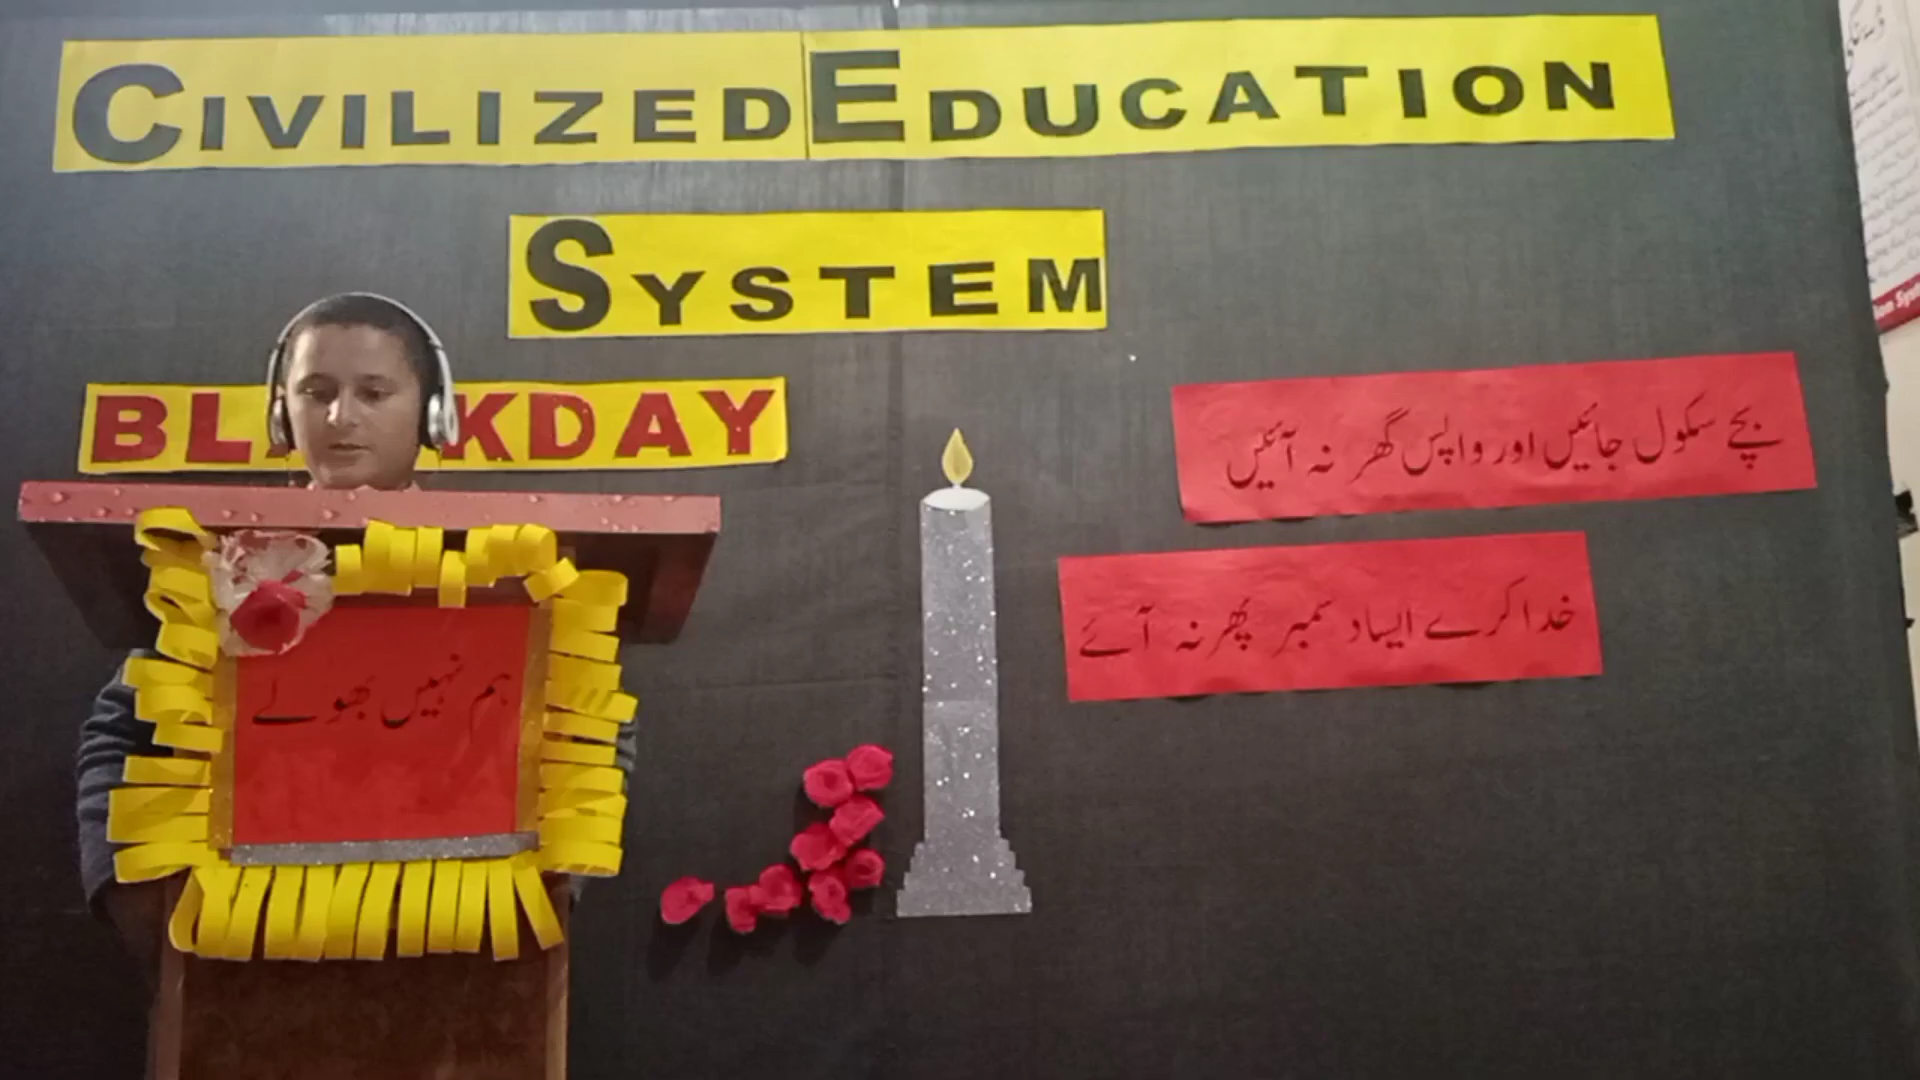 CIVILIZED EDUCATION
SYSTEM
BL KDAY
بچے سکول جائیں اور واپس گھر نہ آئیں
خدا کرے ایسا دسمبر پھر نہ آئے
ہم نہیں بھولے